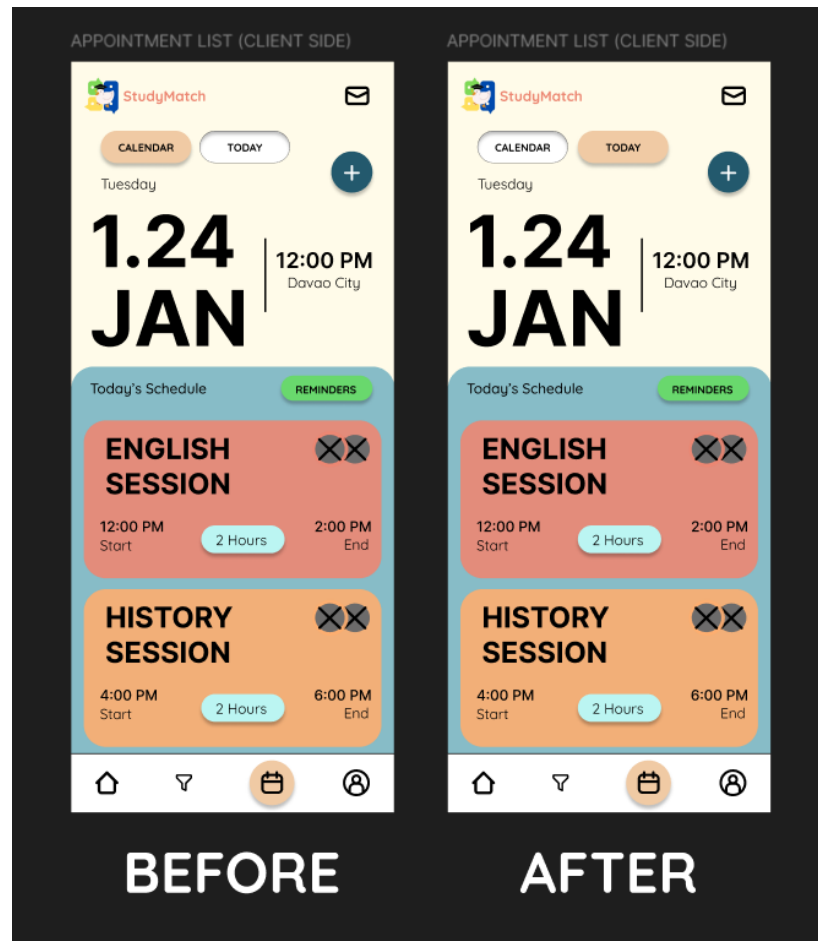 APPOINTMENT LIST (CLIENT SIDE)
StudyMatch
CALENDAR
TODAY
Tuesday
1.24
JAN
12:00 PM
Davao City
Today's Schedule
REMINDERS
ENGLISH
SESSION
12:00 PM
Start
2 Hours
2:00 PM
End
HISTORY
SESSION
4:00 PM
Start
2 Hours
6:00 PM
End
BEFORE
APPOINTMENT LIST (CLIENT SIDE)
StudyMatch
CALENDAR
TODAY
Tuesday
1.24
JAN
12:00 PM
Davao City
Today's Schedule
REMINDERS
ENGLISH
SESSION
12:00 PM
Start
2 Hours
2:00 PM
End
HISTORY
SESSION
4:00 PM
Start
2 Hours
6:00 PM
End
AFTER